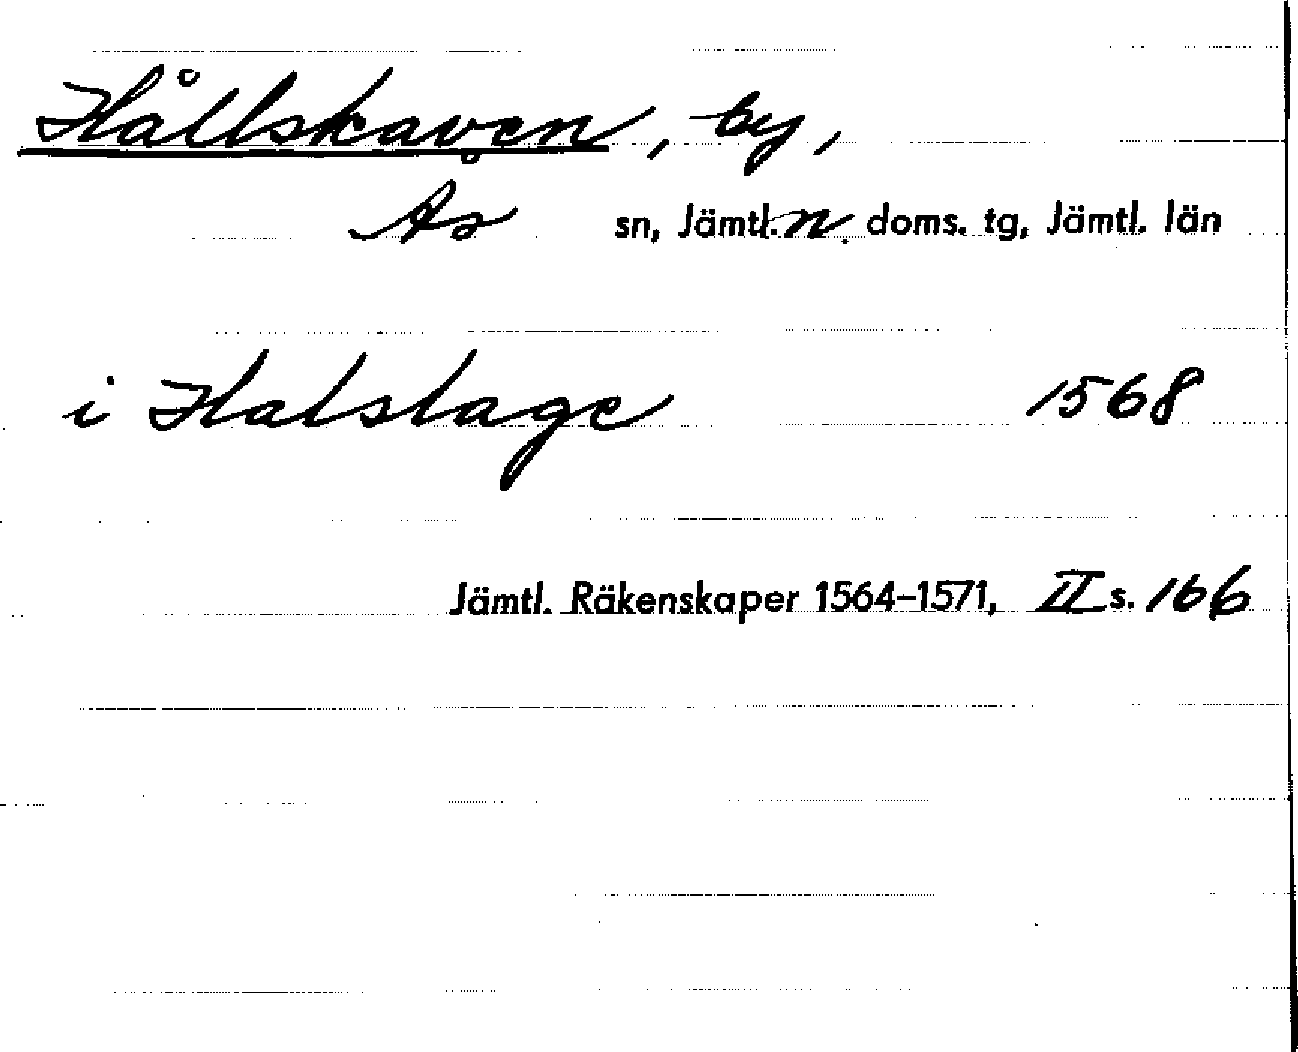 Hållskaven, by,
Ås sn, Jämtl. n. doms. tg, Jämtl. län
i Halslage 1568
Jämtl. Räkenskaper 1564–1571, II s. 166